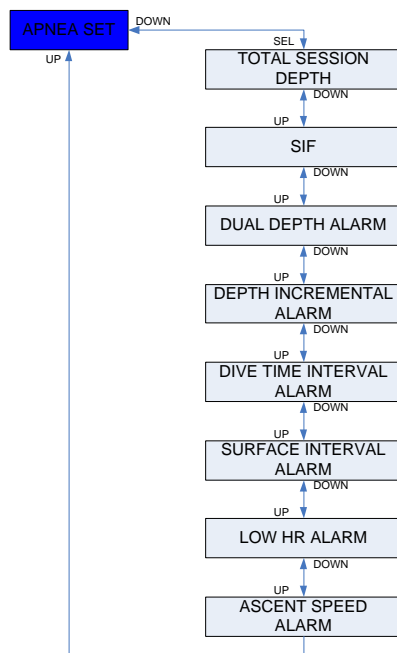 APNEA SET
DOWN
UP
SEL
TOTAL SESSION
DEPTH
DOWN
UP
SIF
DOWN
UP
DUAL DEPTH ALARM
DOWN
UP
DEPTH INCREMENTAL
ALARM
DOWN
UP
DIVE TIME INTERVAL
ALARM
DOWN
UP
SURFACE INTERVAL
ALARM
DOWN
UP
LOW HR ALARM
DOWN
UP
ASCENT SPEED
ALARM